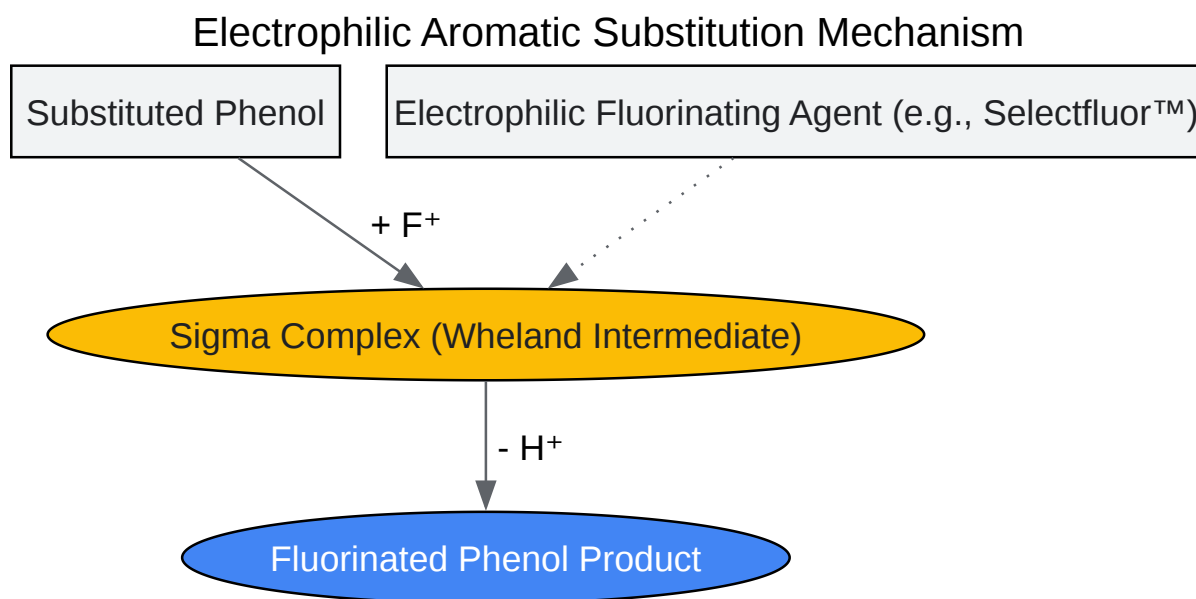 Electrophilic Aromatic Substitution Mechanism
Substituted Phenol
Electrophilic Fluorinating Agent (e.g., Selectfluor™)
+ F⁺
Sigma Complex (Wheland Intermediate)
- H⁺
Fluorinated Phenol Product